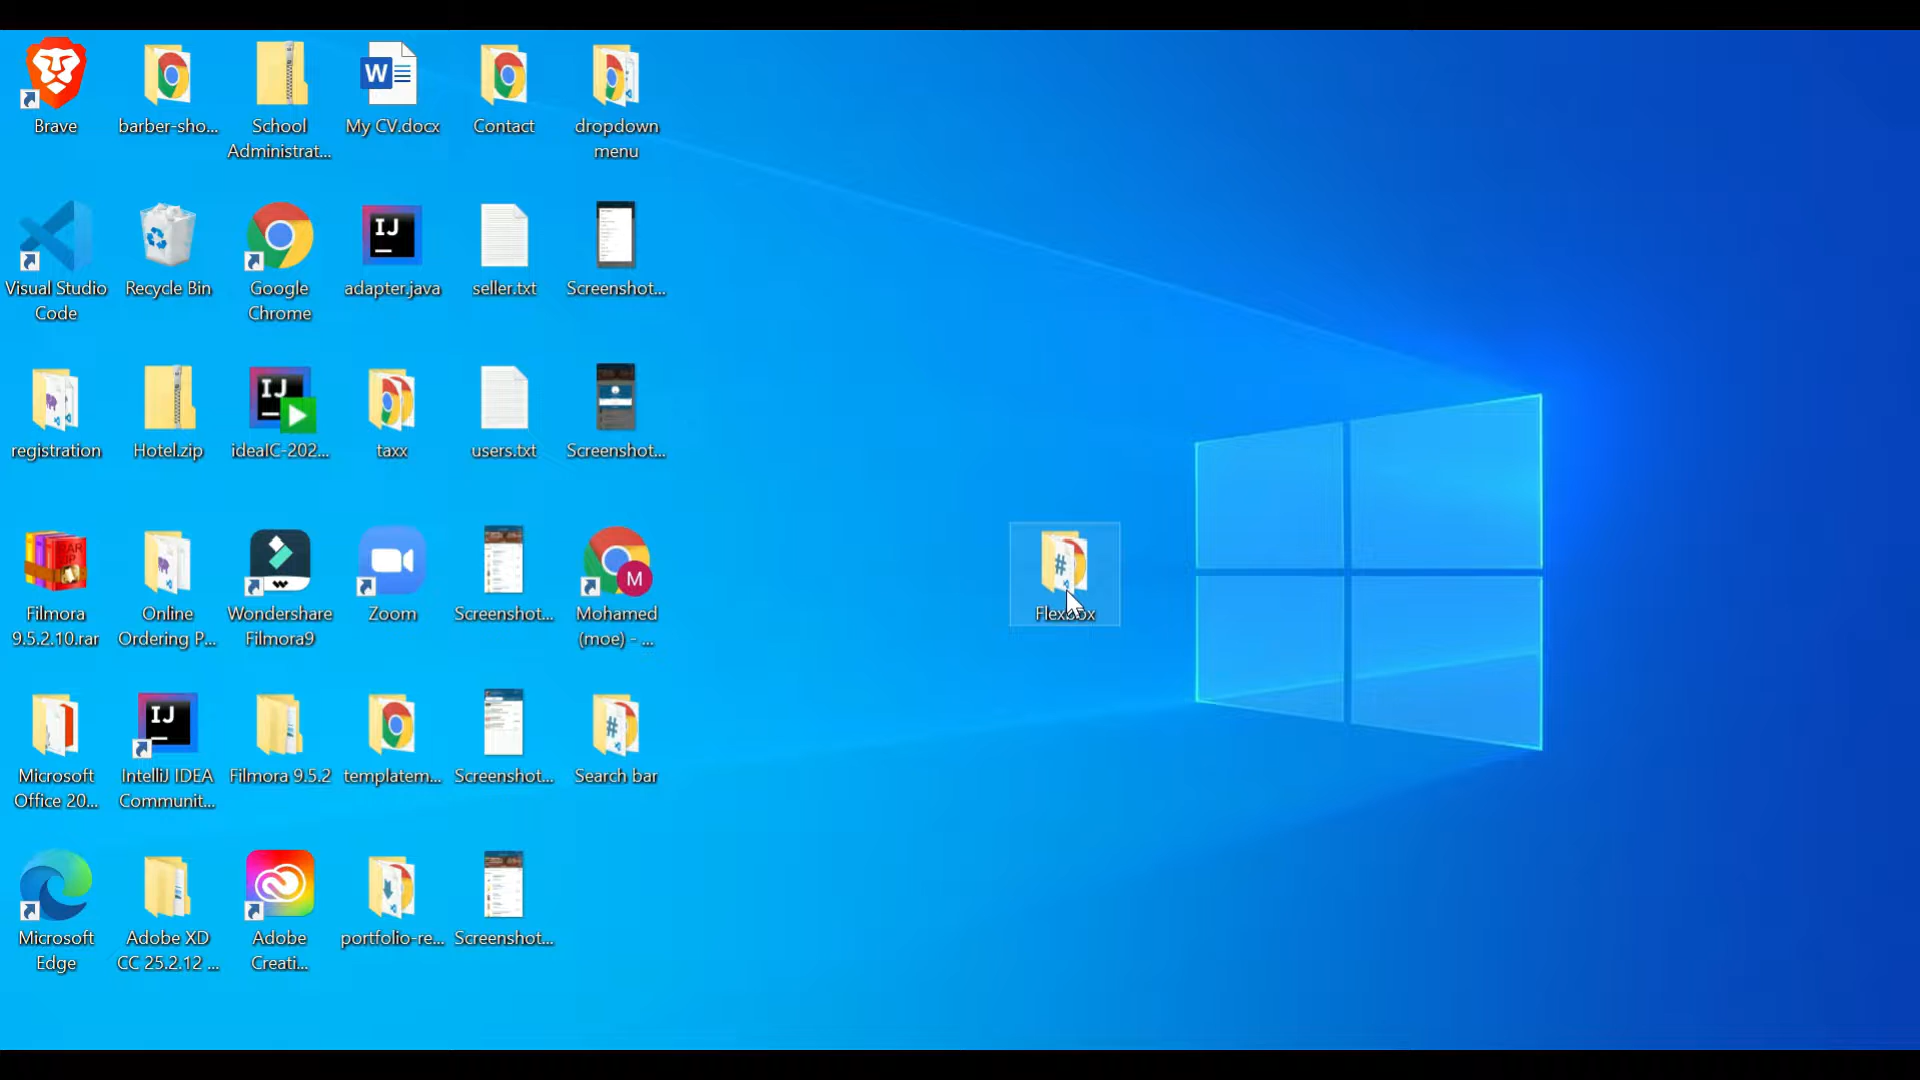 Brave
barber-sho...
School
Administrat...
My CV.docx
Contact
dropdown
menu
Visual Studio
Code
Recycle Bin
Google
Chrome
adapter.java
seller.txt
Screenshot...
registration
Hotel.zip
ideaIC-202...
taxx
users.txt
Screenshot...
Filmora
9.5.2.10.rar
Online
Ordering P...
Wondershare
Filmora9
Zoom
Screenshot...
Mohamed
(moe) - ...
Flexbox
Microsoft
Office 20...
IntelliJ IDEA
Communit...
Filmora 9.5.2
templatem...
Screenshot...
Search bar
Microsoft
Edge
Adobe XD
CC 25.2.12 ...
Adobe
Creati...
portfolio-re...
Screenshot...